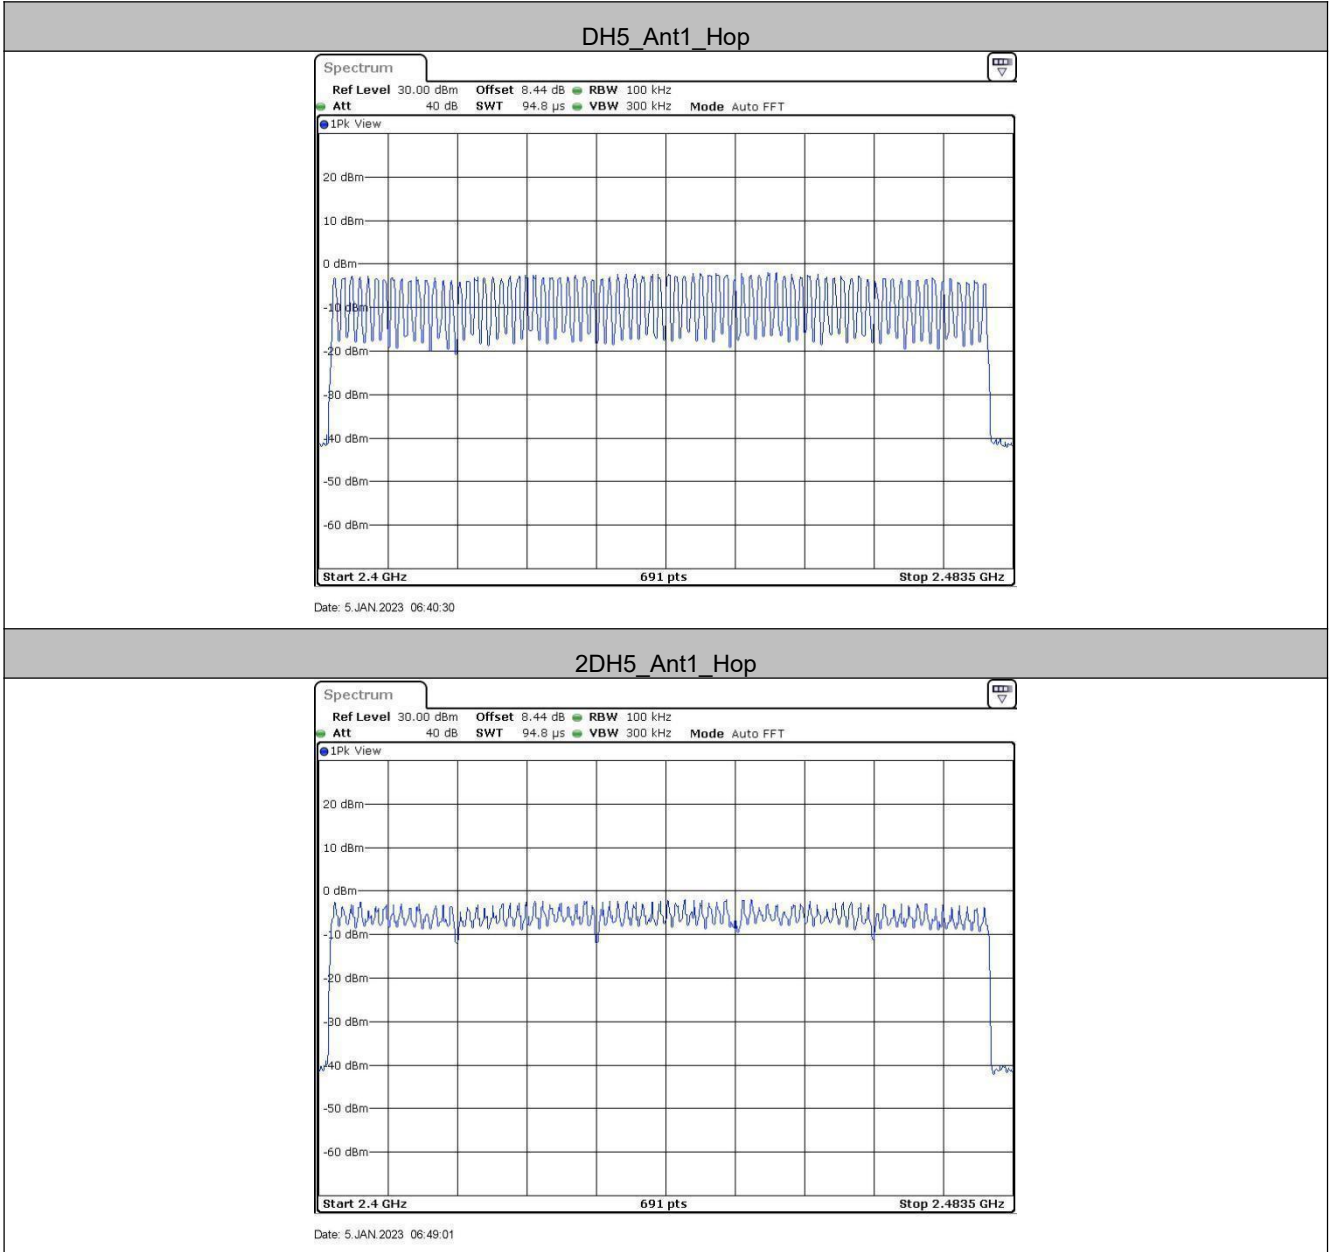 DH5_Ant1_Hop
Spectrum
Ref Level 30.00 dBm Offset 8.44 dB RBW 100 kHz
Att 40 dB SWT 94.8 µs VBW 300 kHz Mode Auto FFT
1Pk View
20 dBm
10 dBm
0 dBm
-10 dBm
-20 dBm
-30 dBm
-40 dBm
-50 dBm
-60 dBm
Start 2.4 GHz 691 pts Stop 2.4835 GHz
Date: 5.JAN.2023 06:40:30
2DH5_Ant1_Hop
Spectrum
Ref Level 30.00 dBm Offset 8.44 dB RBW 100 kHz
Att 40 dB SWT 94.8 µs VBW 300 kHz Mode Auto FFT
1Pk View
20 dBm
10 dBm
0 dBm
-10 dBm
-20 dBm
-30 dBm
-40 dBm
-50 dBm
-60 dBm
Start 2.4 GHz 691 pts Stop 2.4835 GHz
Date: 5.JAN.2023 06:49:01